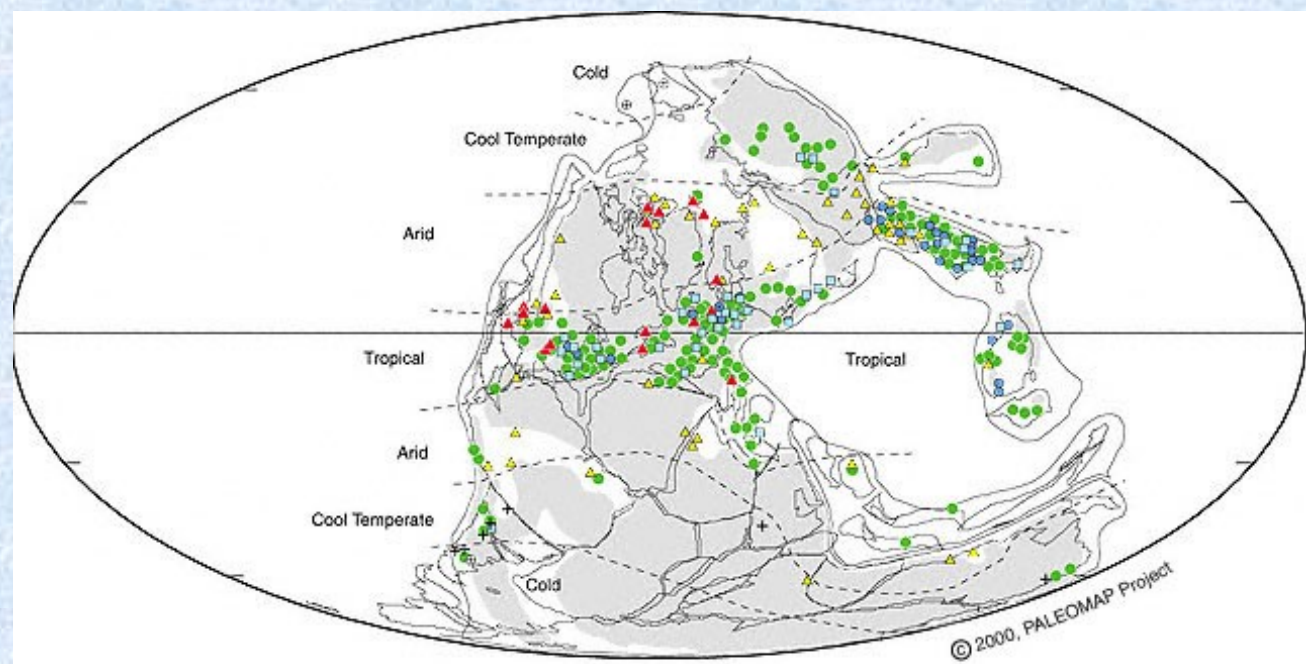 Cold
Cool Temperate
Arid
Tropical
Tropical
Arid
Cool Temperate
Cold
© 2000, PALEOMAP Project